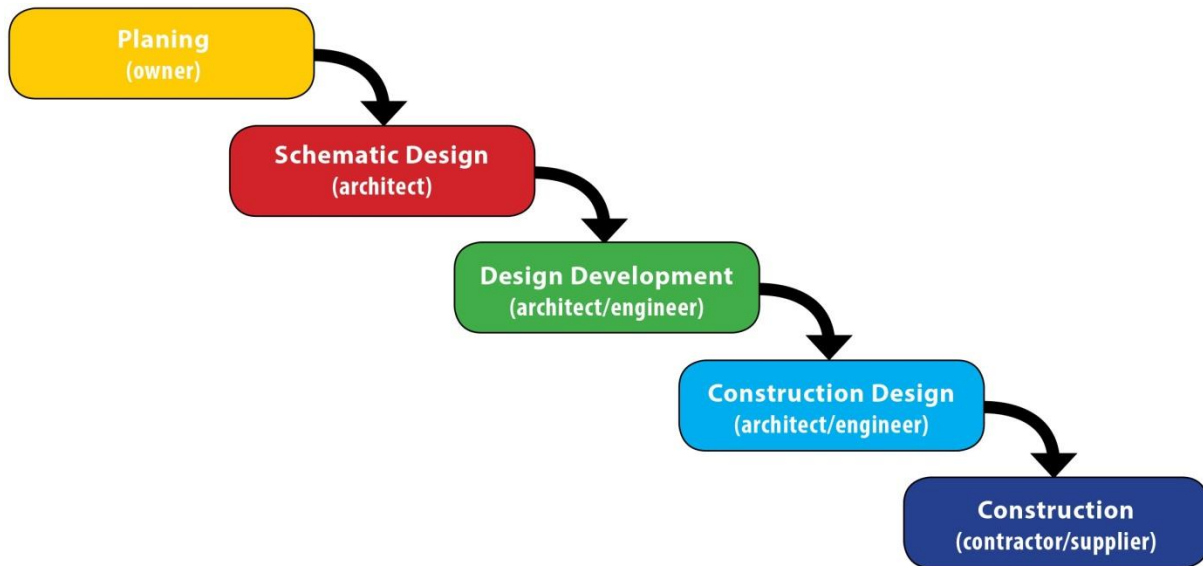 Planing
(owner)
Schematic Design
(architect)
Design Development
(architect/engineer)
Construction Design
(architect/engineer)
Construction
(contractor/supplier)